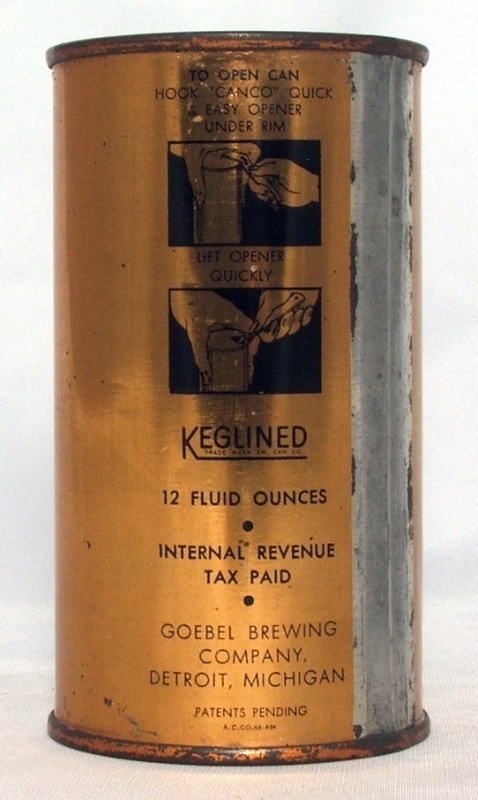 TO OPEN CAN
HOOK "CANCO" QUICK
& EASY OPENER
UNDER RIM
LIFT OPENER
QUICKLY
KEGLINED
TRADE MARK AM. CAN CO.
12 FLUID OUNCES
INTERNAL REVENUE
TAX PAID
GOEBEL BREWING
COMPANY,
DETROIT, MICHIGAN
PATENTS PENDING